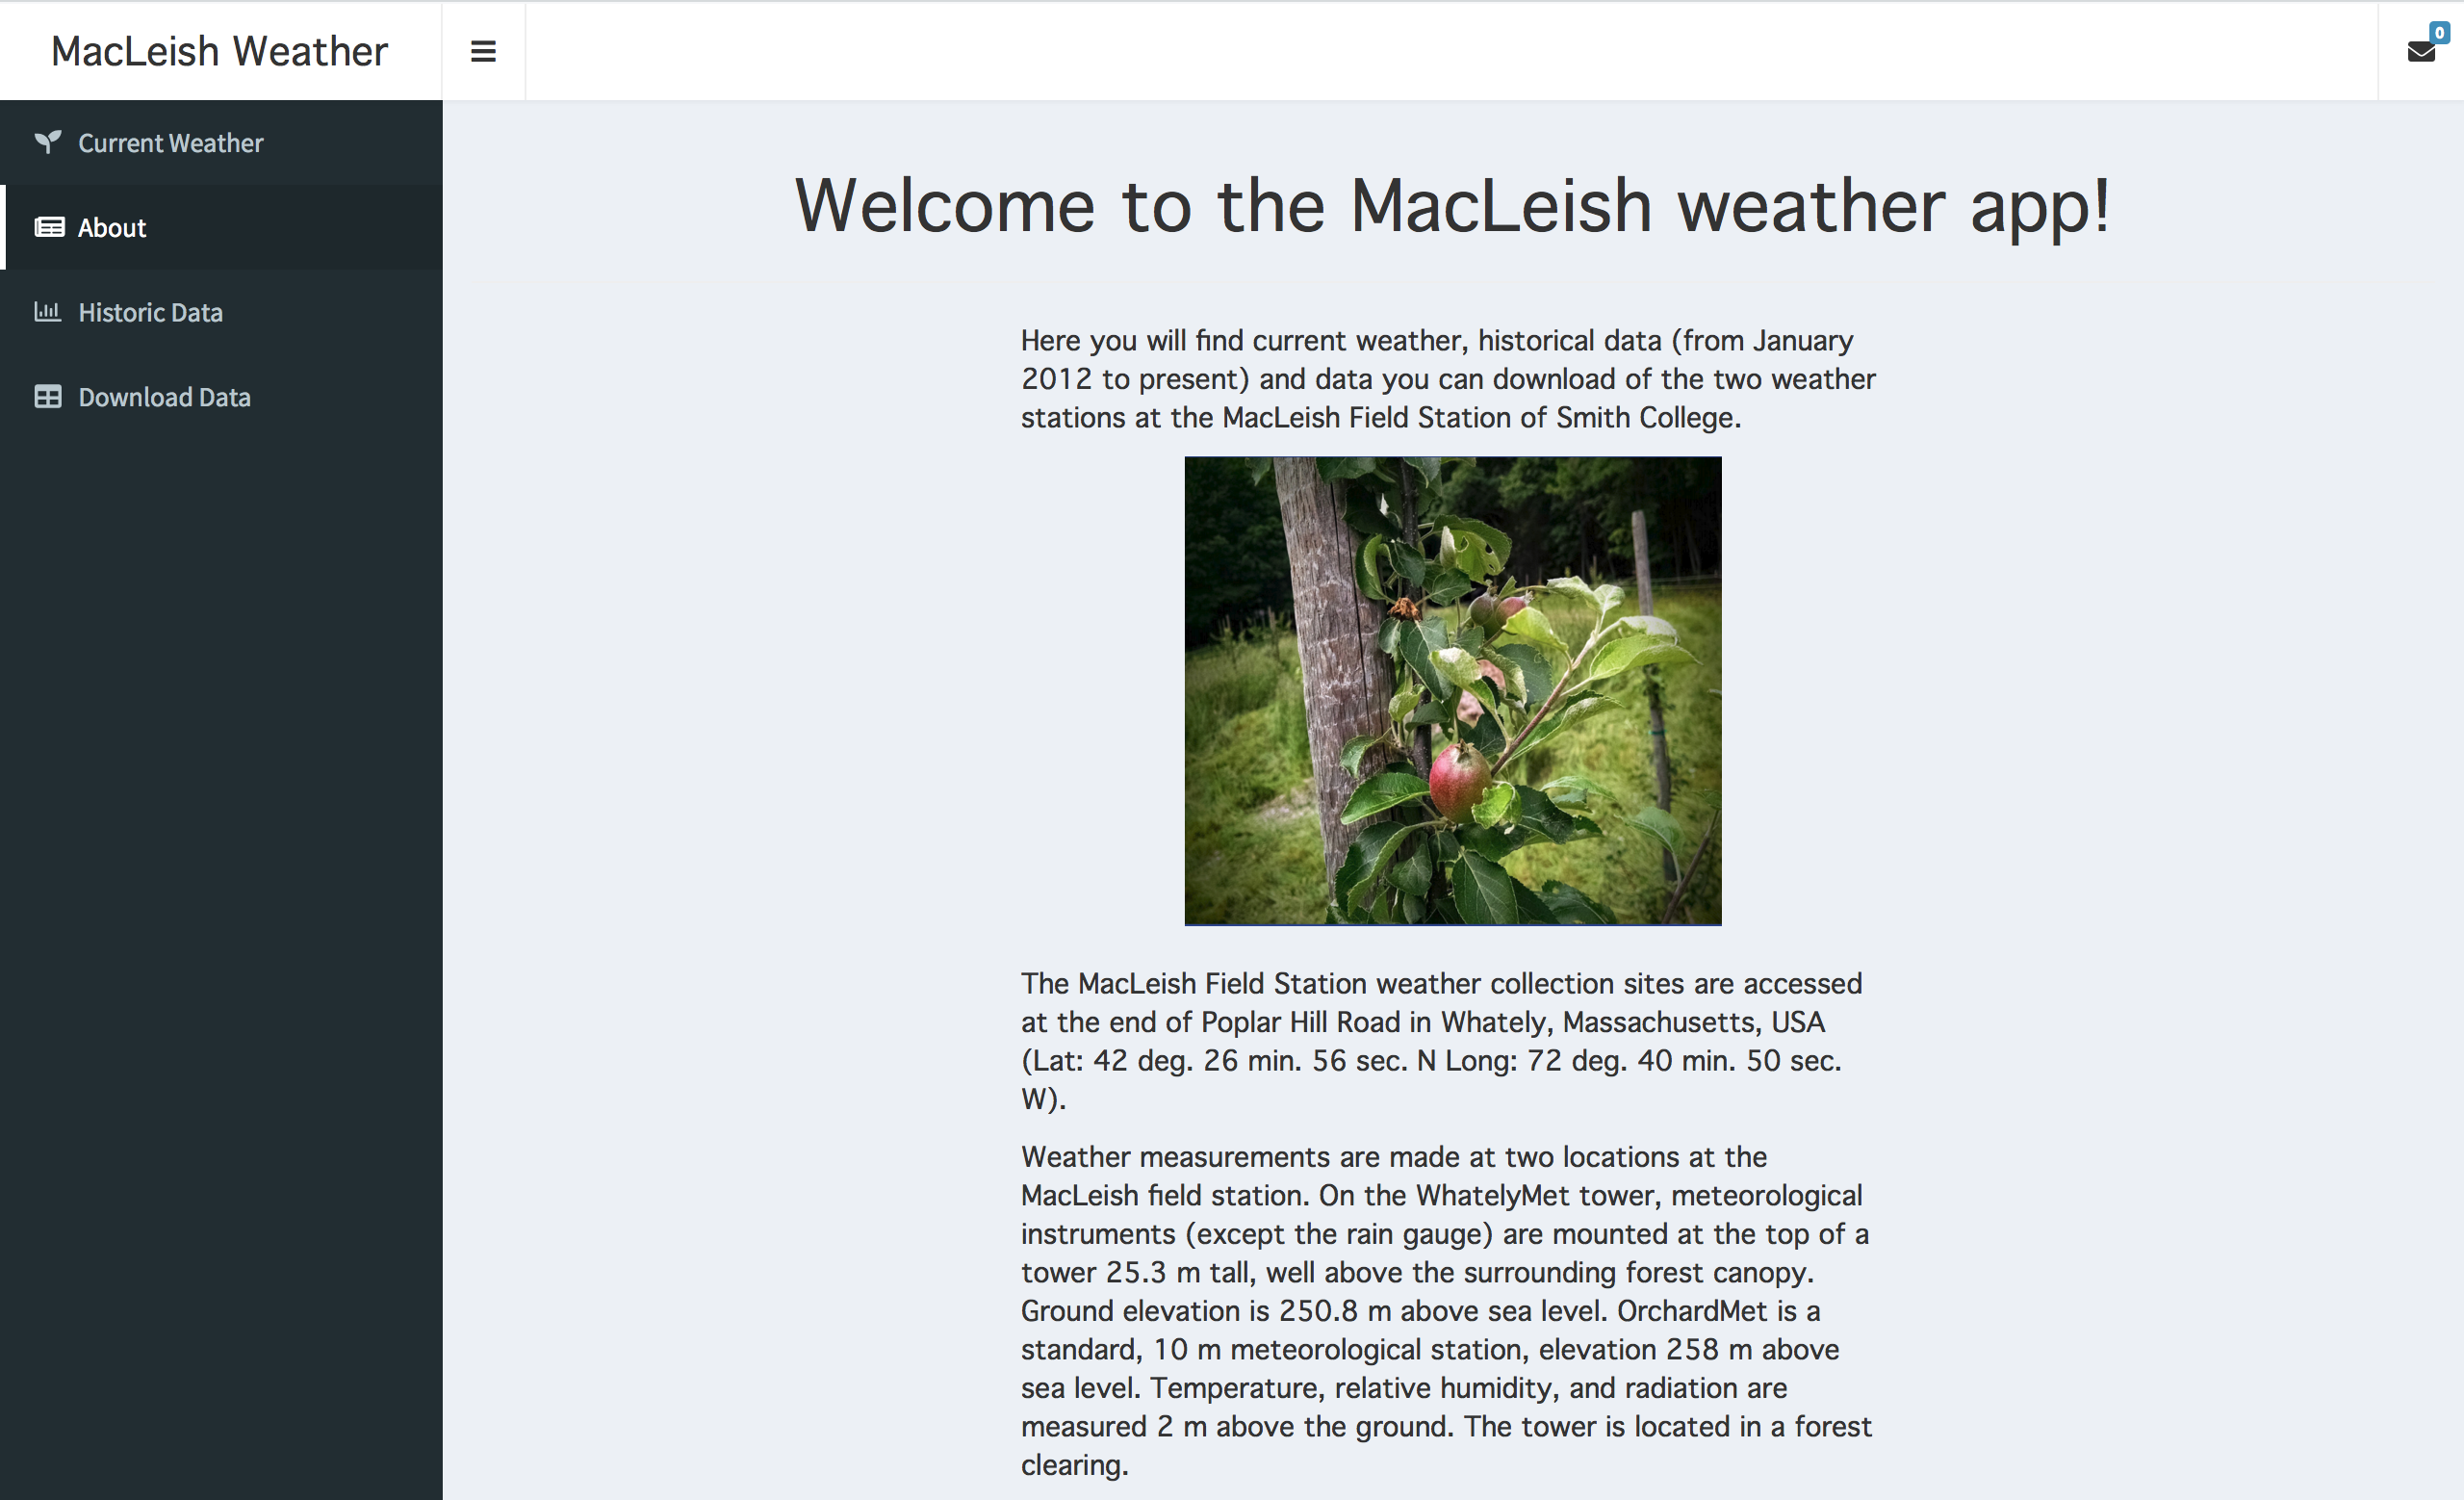 MacLeish Weather
0
Current Weather
About
Historic Data
Download Data
Welcome to the MacLeish weather app!
Here you will find current weather, historical data (from January
2012 to present) and data you can download of the two weather
stations at the MacLeish Field Station of Smith College.
The MacLeish Field Station weather collection sites are accessed
at the end of Poplar Hill Road in Whately, Massachusetts, USA
(Lat: 42 deg. 26 min. 56 sec. N Long: 72 deg. 40 min. 50 sec.
W).
Weather measurements are made at two locations at the
MacLeish field station. On the WhatelyMet tower, meteorological
instruments (except the rain gauge) are mounted at the top of a
tower 25.3 m tall, well above the surrounding forest canopy.
Ground elevation is 250.8 m above sea level. OrchardMet is a
standard, 10 m meteorological station, elevation 258 m above
sea level. Temperature, relative humidity, and radiation are
measured 2 m above the ground. The tower is located in a forest
clearing.